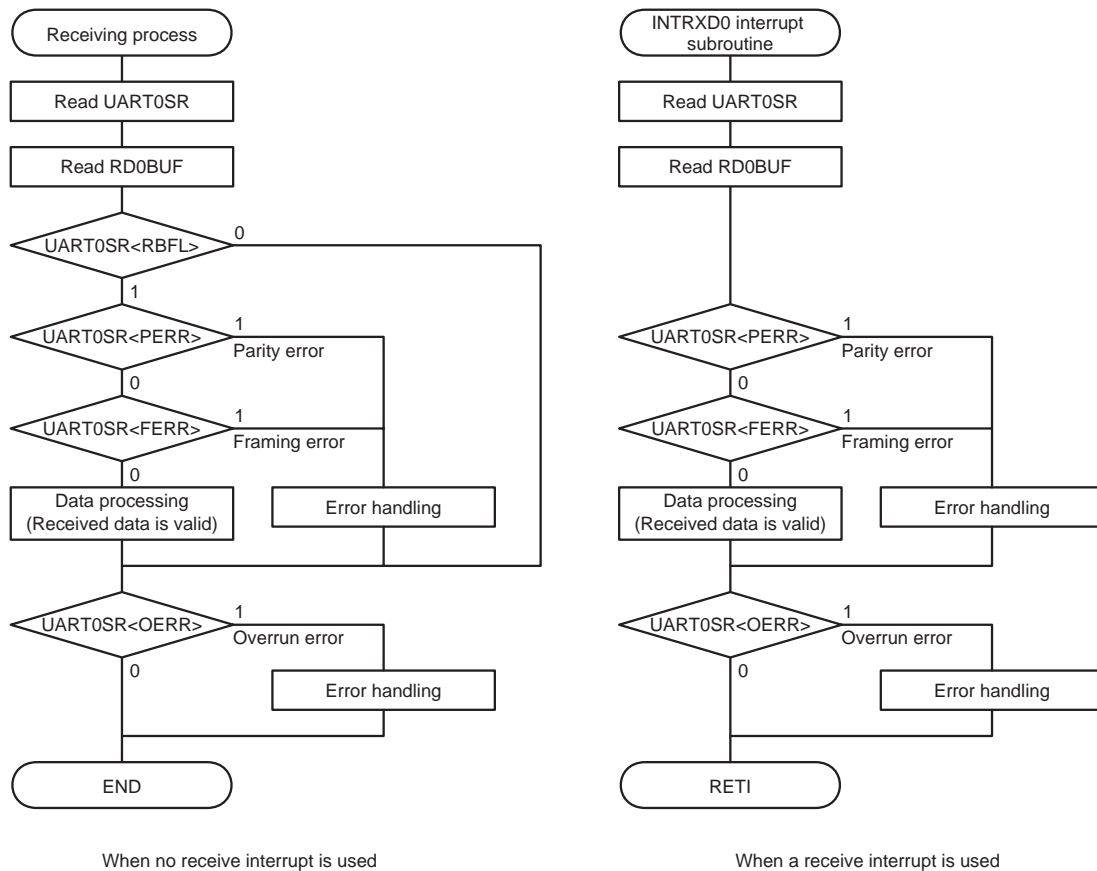 Receiving process
Read UART0SR
Read RD0BUF
UART0SR<RBFL>
0
1
UART0SR<PERR>
1
Parity error
0
UART0SR<FERR>
1
Framing error
0
Data processing
(Received data is valid)
Error handling
UART0SR<OERR>
1
Overrun error
0
Error handling
END
When no receive interrupt is used
INTRXD0 interrupt
subroutine
Read UART0SR
Read RD0BUF
UART0SR<PERR>
1
Parity error
0
UART0SR<FERR>
1
Framing error
0
Data processing
(Received data is valid)
Error handling
UART0SR<OERR>
1
Overrun error
0
Error handling
RETI
When a receive interrupt is used